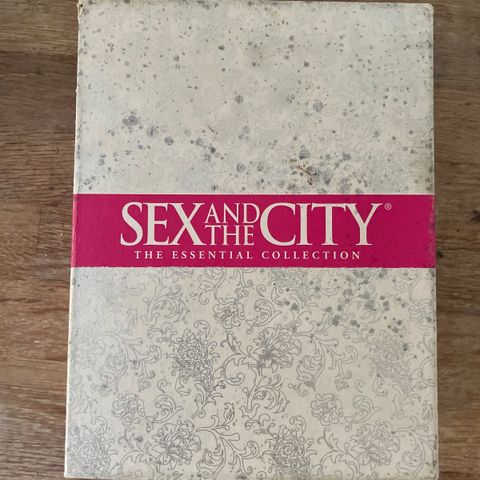 SEX AND THE CITY®
THE ESSENTIAL COLLECTION